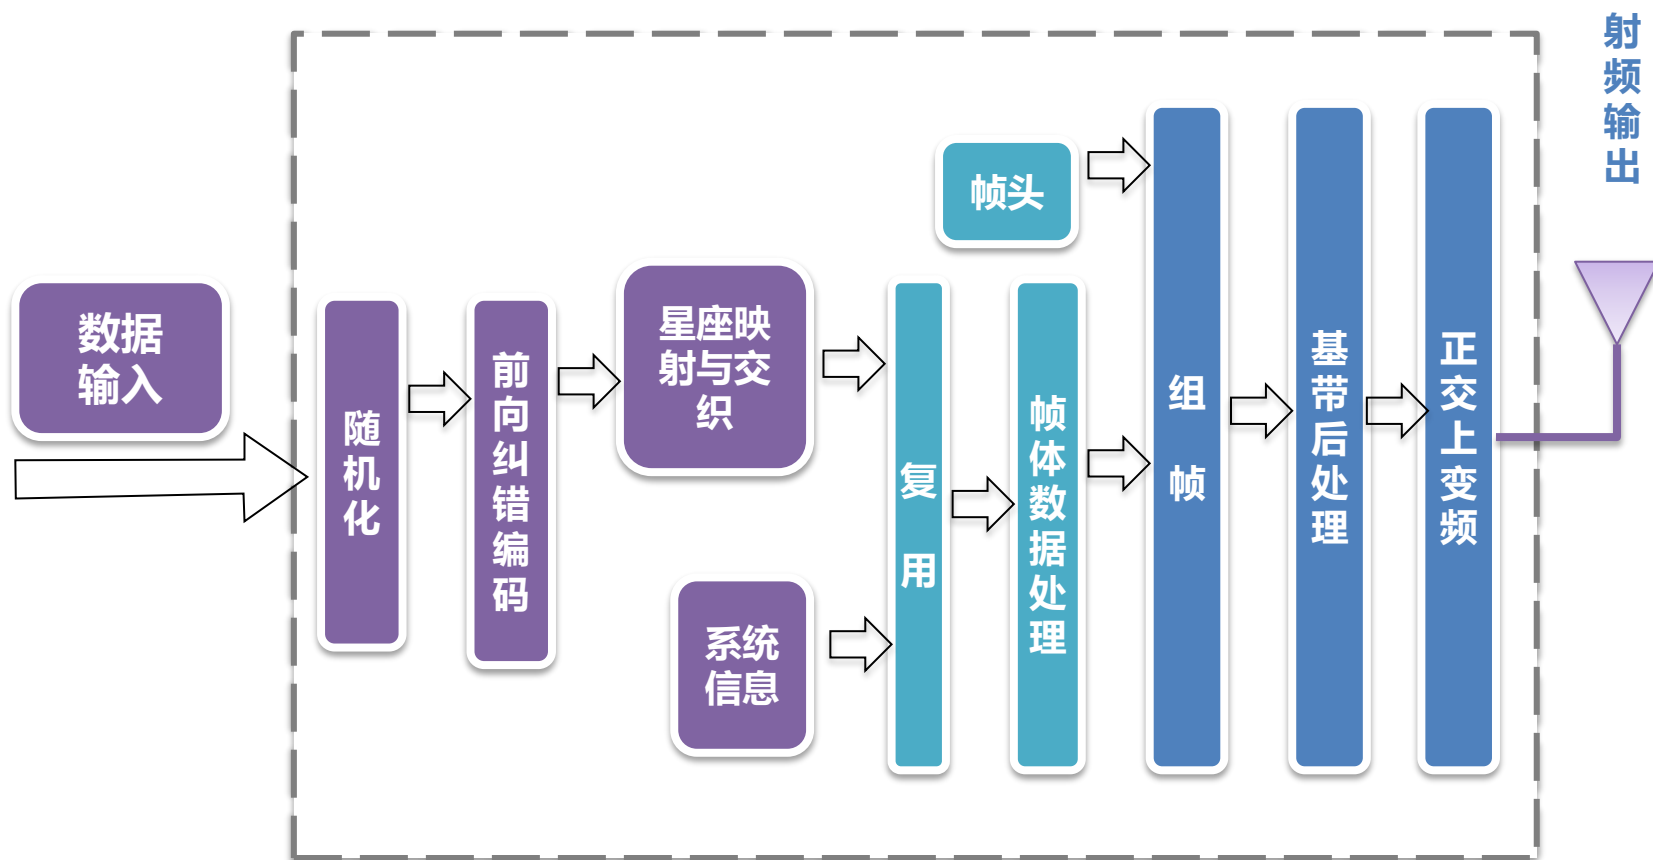 数据
输入
随机化
前向纠错编码
星座映
射与交
织
系统
信息
复用
帧头
帧体数据处理
组帧
基带后处理
正交上变频
射频输出